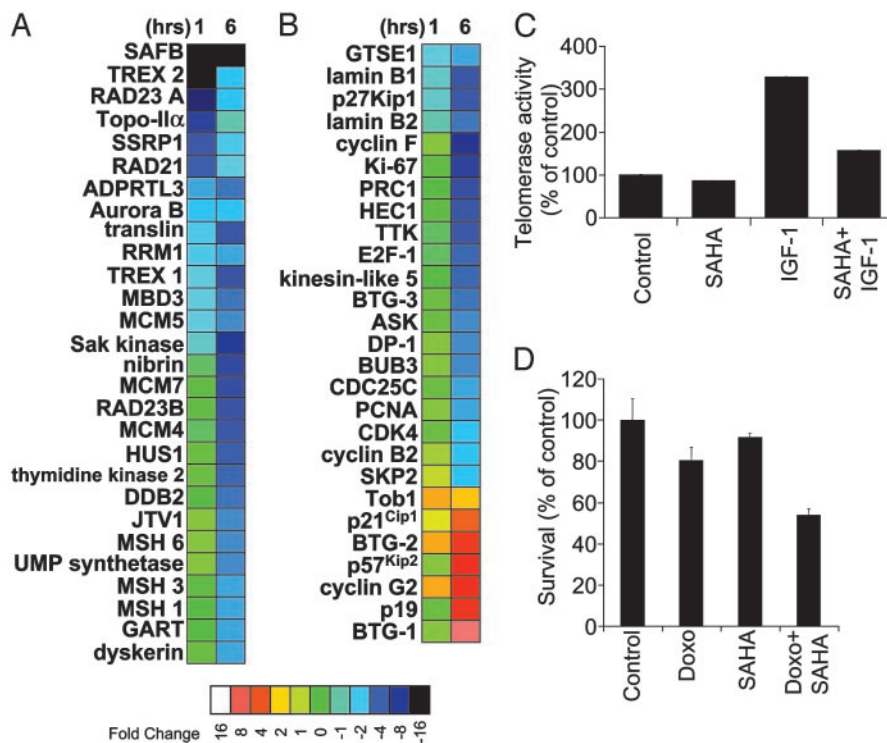 A
(hrs) 1 6
SAFB
TREX 2
RAD23 A
Topo-IIα
SSRP1
RAD21
ADPRTL3
Aurora B
translin
RRM1
TREX 1
MBD3
MCM5
Sak kinase
nibrin
MCM7
RAD23B
MCM4
HUS1
thymidine kinase 2
DDB2
JTV1
MSH 6
UMP synthetase
MSH 3
MSH 1
GART
dyskerin
B
(hrs) 1 6
GTSE1
lamin B1
p27Kip1
lamin B2
cyclin F
Ki-67
PRC1
HEC1
TTK
E2F-1
kinesin-like 5
BTG-3
ASK
DP-1
BUB3
CDC25C
PCNA
CDK4
cyclin B2
SKP2
Tob1
p21Cip1
BTG-2
p57Kip2
cyclin G2
p19
BTG-1
Fold Change 16 8 4 2 1 0 -1 -2 -4 -8 -16
C
Telomerase activity
(% of control)
400
300
200
100
0
Control
SAHA
IGF-1
SAHA+
IGF-1
D
Survival (% of control)
120
100
80
60
40
20
0
Control
Doxo
SAHA
Doxo+
SAHA